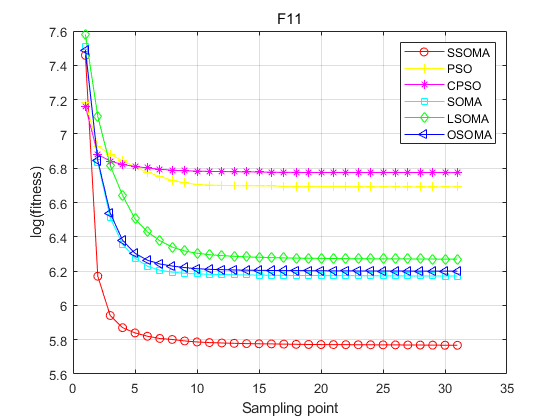 F11
log(fitness)
7.6
7.4
7.2
7
6.8
6.6
6.4
6.2
6
5.8
5.6
0 5 10 15 20 25 30 35
Sampling point
SSOMA
PSO
CPSO
SOMA
LSOMA
OSOMA